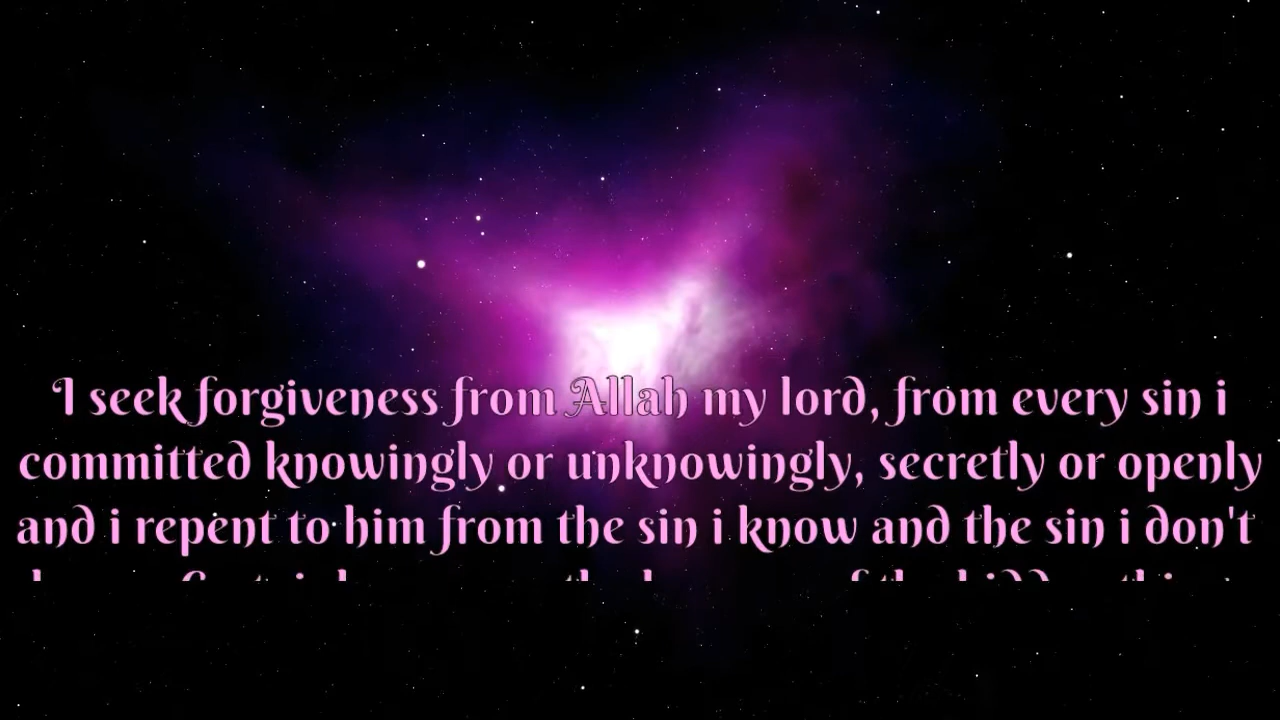 I seek forgiveness from Allah my lord, from every sin i
committed knowingly or unknowingly, secretly or openly
and i repent to him from the sin i know and the sin i don't